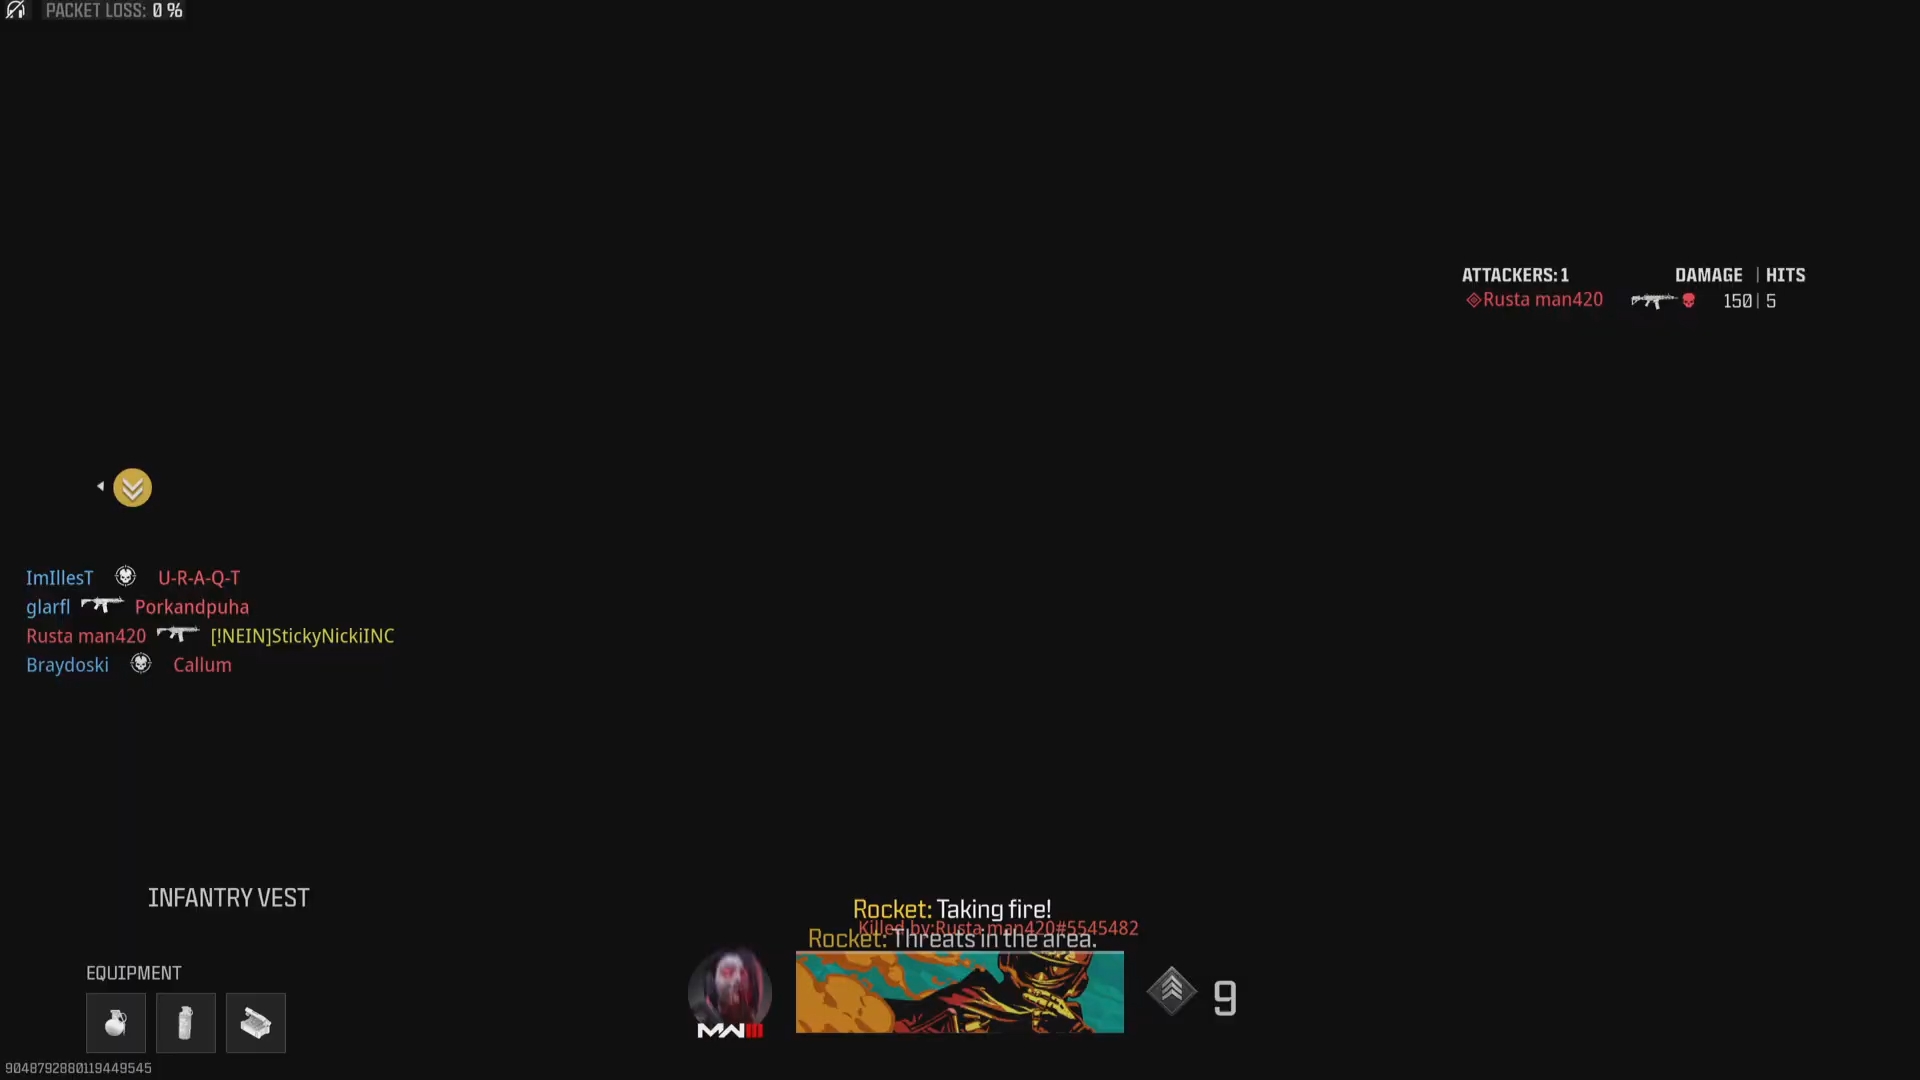 PACKET LOSS: 0 %
ATTACKERS: 1 DAMAGE | HITS
Rusta man420 150 | 5
ImIllesT U-R-A-Q-T
glarfl Porkandpuha
Rusta man420 [!NEIN]StickyNickiINC
Braydoski Callum
INFANTRY VEST
Rocket: Taking fire!
Killed by:Rusta man420#5545482
Rocket: Threats in the area.
EQUIPMENT
MWIII
9
9048792880119449545